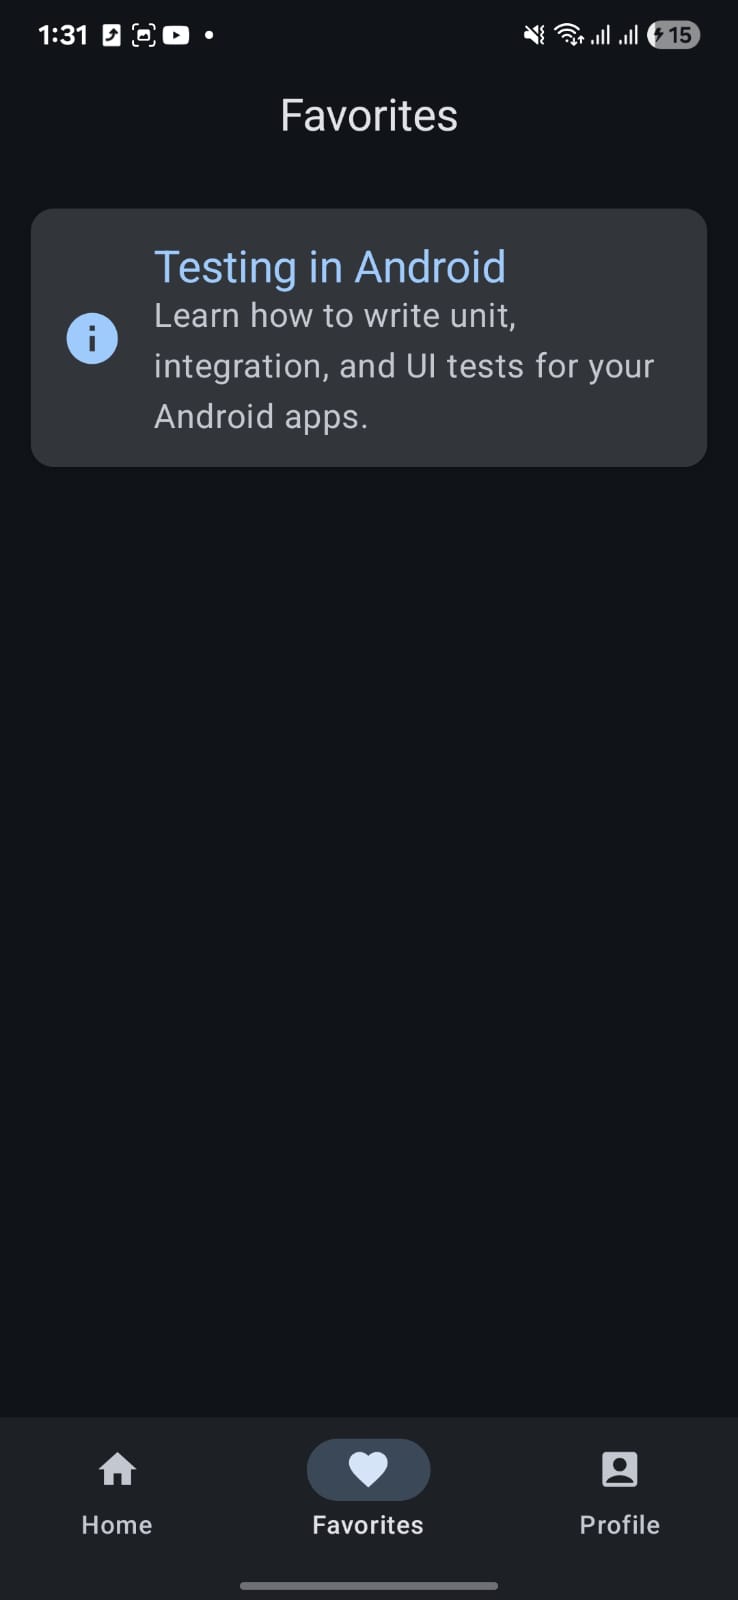 1:31
15
Favorites
Testing in Android
Learn how to write unit,
integration, and UI tests for your
Android apps.
Home
Favorites
Profile